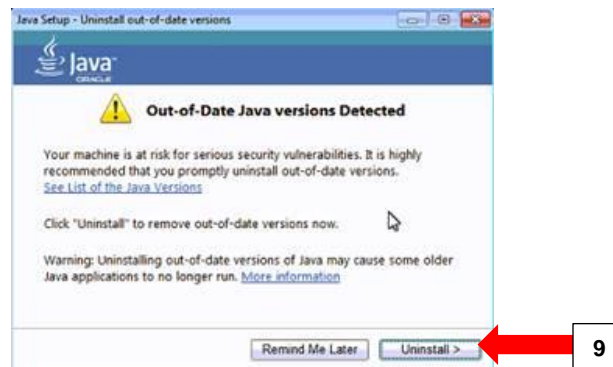 Java Setup - Uninstall out-of-date versions
Java
ORACLE
Out-of-Date Java versions Detected
Your machine is at risk for serious security vulnerabilities. It is highly
recommended that you promptly uninstall out-of-date versions.
See List of the Java Versions
Click "Uninstall" to remove out-of-date versions now.
Warning: Uninstalling out-of-date versions of Java may cause some older
Java applications to no longer run. More information
Remind Me Later Uninstall >
9